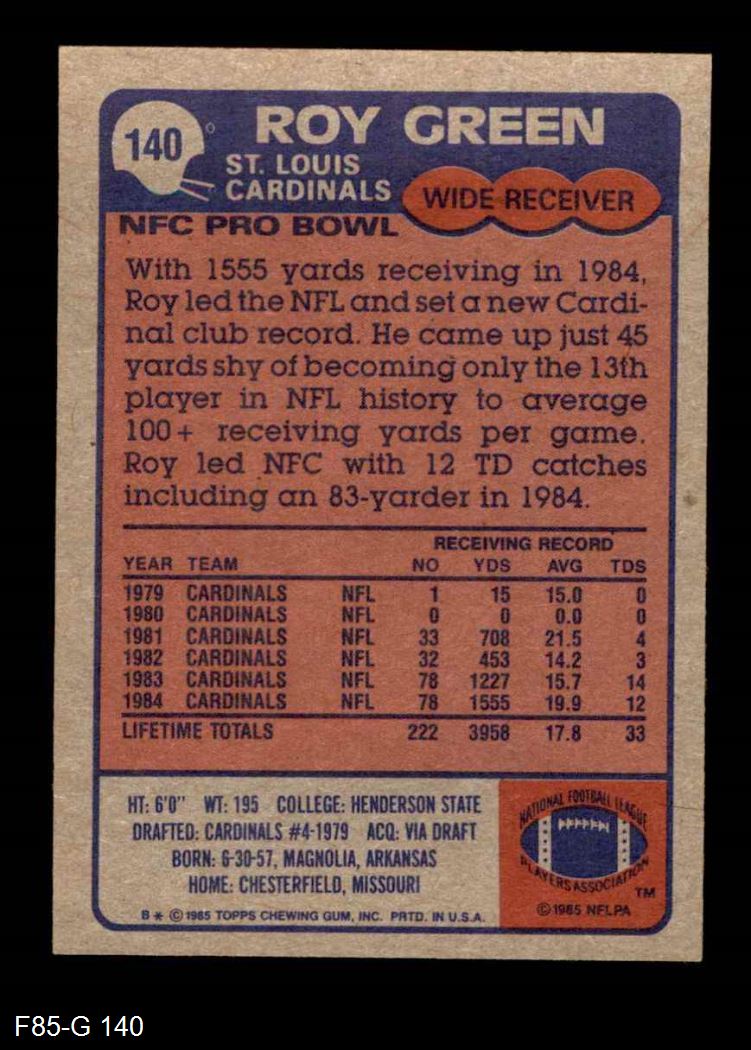 140
ROY GREEN
ST. LOUIS
CARDINALS
WIDE RECEIVER
NFC PRO BOWL
With 1555 yards receiving in 1984,
Roy led the NFL and set a new Cardi-
nal club record. He came up just 45
yards shy of becoming only the 13th
player in NFL history to average
100+ receiving yards per game.
Roy led NFC with 12 TD catches
including an 83-yarder in 1984.
RECEIVING RECORD
YEAR TEAM NO YDS AVG TDS
1979 CARDINALS NFL 1 15 15.0 0
1980 CARDINALS NFL 0 0 0.0 0
1981 CARDINALS NFL 33 708 21.5 4
1982 CARDINALS NFL 32 453 14.2 3
1983 CARDINALS NFL 78 1227 15.7 14
1984 CARDINALS NFL 78 1555 19.9 12
LIFETIME TOTALS 222 3958 17.8 33
HT: 6'0" WT: 195 COLLEGE: HENDERSON STATE
DRAFTED: CARDINALS #4-1979 ACQ: VIA DRAFT
BORN: 6-30-57, MAGNOLIA, ARKANSAS
HOME: CHESTERFIELD, MISSOURI
B * © 1985 TOPPS CHEWING GUM, INC. PRTD. IN U.S.A.
NATIONAL FOOTBALL LEAGUE
PLAYERS ASSOCIATION
TM
© 1985 NFLPA
F85-G 140